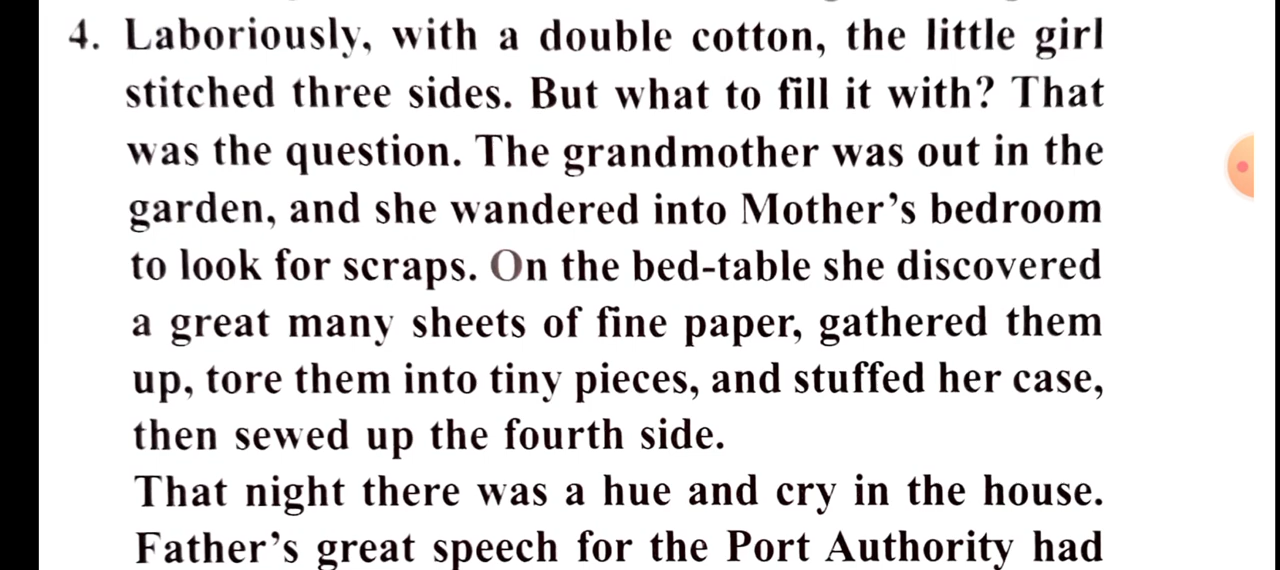 4. Laboriously, with a double cotton, the little girl
stitched three sides. But what to fill it with? That
was the question. The grandmother was out in the
garden, and she wandered into Mother's bedroom
to look for scraps. On the bed-table she discovered
a great many sheets of fine paper, gathered them
up, tore them into tiny pieces, and stuffed her case,
then sewed up the fourth side.
That night there was a hue and cry in the house.
Father's great speech for the Port Authority had